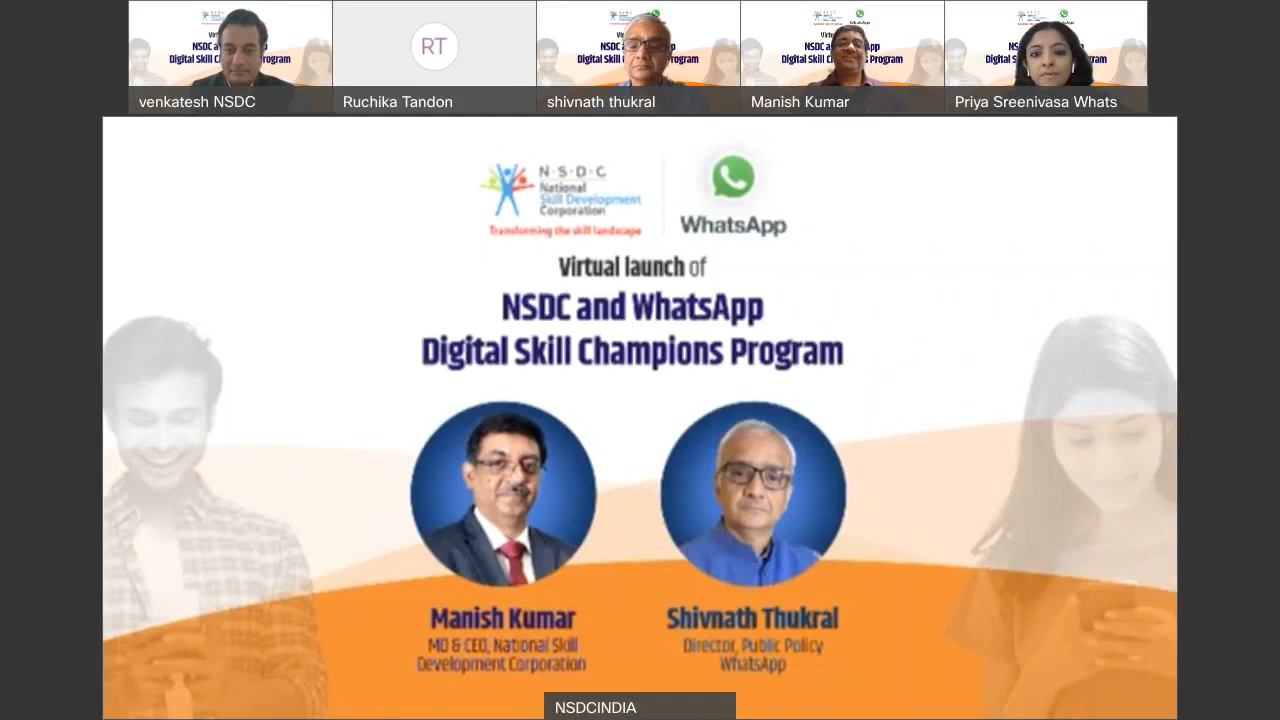 venkatesh NSDC
RT
Ruchika Tandon
shivnath thukral
Manish Kumar
Priya Sreenivasa Whats
N·S·D·C
National
Skill Development
Corporation
Transforming the skill landscape
WhatsApp
Virtual launch of
NSDC and WhatsApp
Digital Skill Champions Program
Manish Kumar
MD & CEO, National Skill
Development Corporation
Shivnath Thukral
Director, Public Policy
WhatsApp
NSDCINDIA